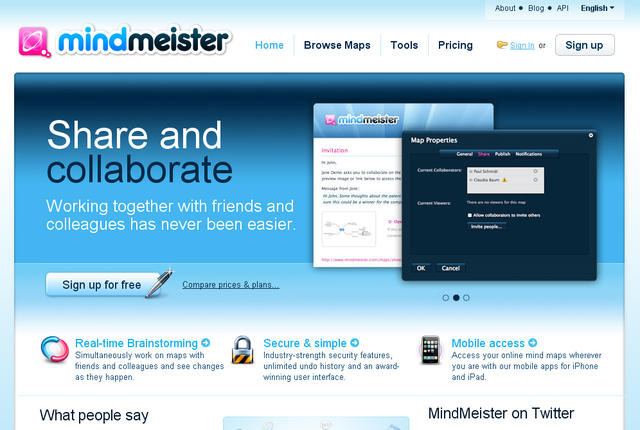 About • Blog • API English
mindmeister
Home Browse Maps Tools Pricing Sign In or Sign up
Share and
collaborate
Working together with friends and
colleagues has never been easier.
mindmeister
Invitation
Hi John,
Jane Demo asks you to collaborate on the
preview image or link below to access the
Message from Jane:
Hi John, Some thoughts about the parent
sure this could be a winner for the comp
http://www.mindmeister.com/maps/show
Map Properties
General Share Publish Notifications
Current Collaborators:
Paul Schmidt
Claudia Baum
Current Viewers:
There are no viewers for this map
Allow collaborators to invite others
Invite people...
OK Cancel
Sign up for free
Compare prices & plans...
Real-time Brainstorming
Simultaneously work on maps with
friends and colleagues and see changes
as they happen.
Secure & simple
Industry-strength security features,
unlimited undo history and an award-
winning user interface.
Mobile access
Access your online mind maps wherever
you are with our mobile apps for iPhone
and iPad.
What people say
MindMeister on Twitter